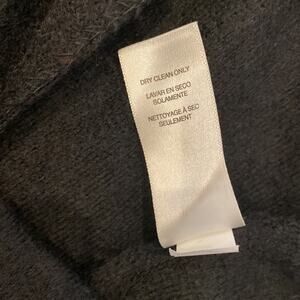 DRY CLEAN ONLY
LAVAR EN SECO
SOLAMENTE
NETTOYAGE À SEC
SEULEMENT